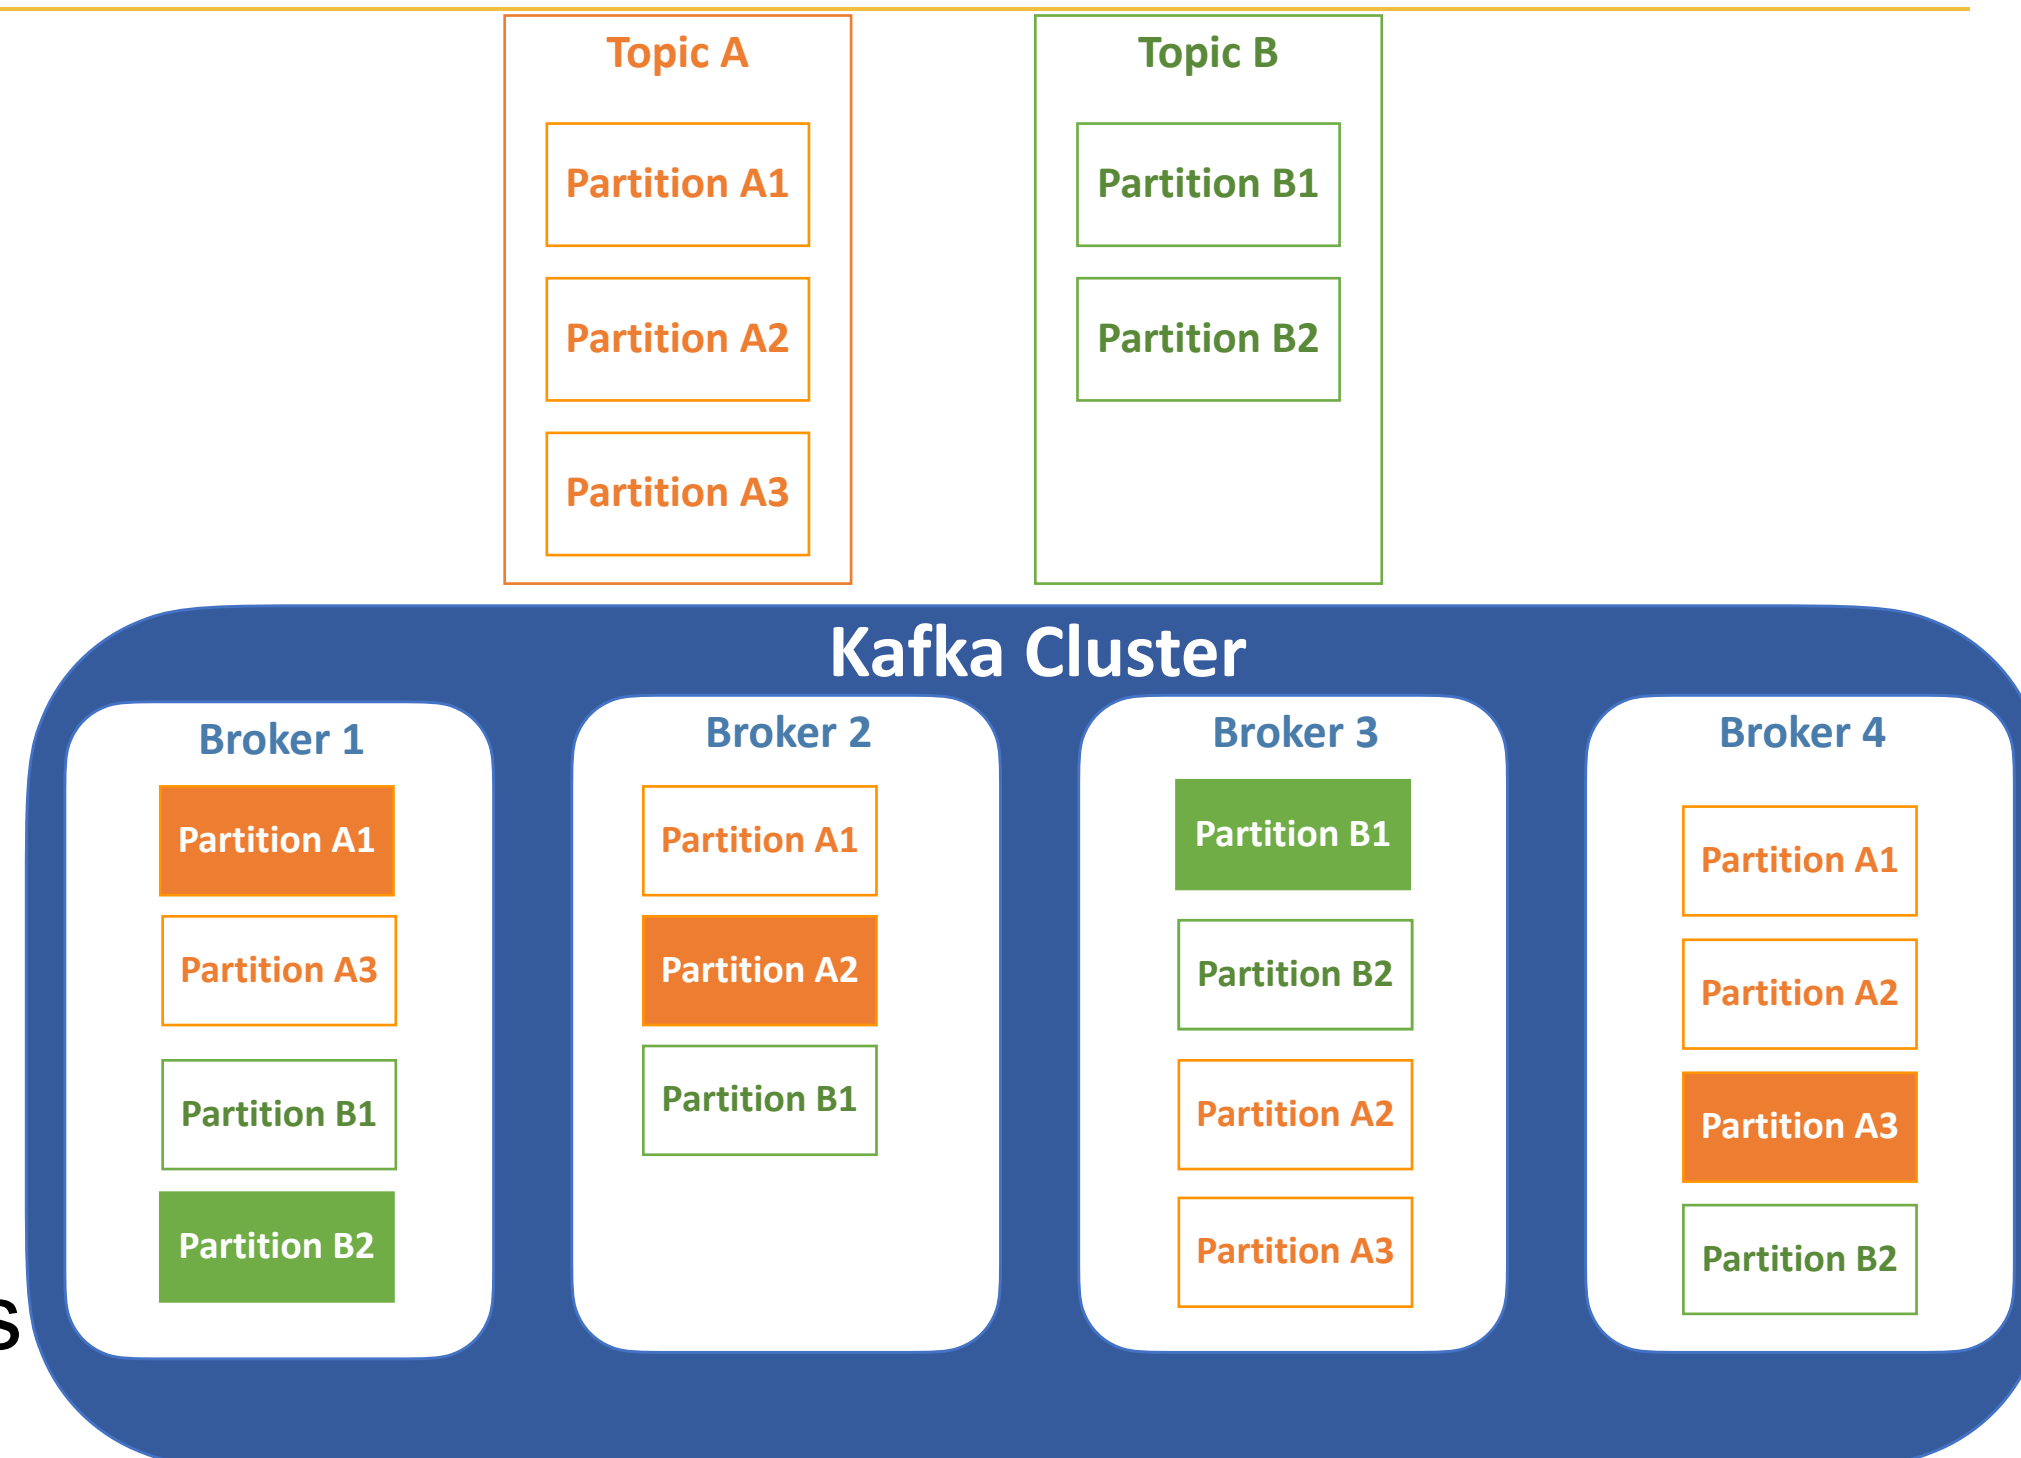 Topic A
Partition A1
Partition A2
Partition A3
Topic B
Partition B1
Partition B2
Kafka Cluster
Broker 1
Partition A1
Partition A3
Partition B1
Partition B2
Broker 2
Partition A1
Partition A2
Partition B1
Broker 3
Partition B1
Partition B2
Partition A2
Partition A3
Broker 4
Partition A1
Partition A2
Partition A3
Partition B2